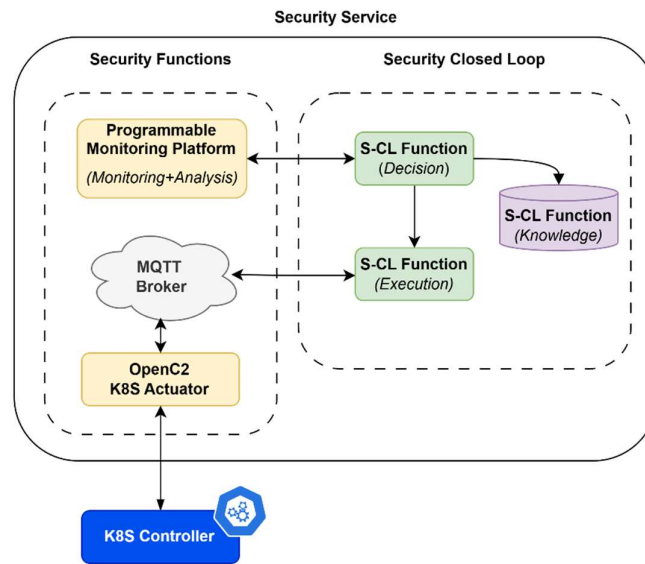 Security Service
Security Functions
Security Closed Loop
Programmable
Monitoring Platform
(Monitoring+Analysis)
S-CL Function
(Decision)
S-CL Function
(Knowledge)
MQTT
Broker
S-CL Function
(Execution)
OpenC2
K8S Actuator
K8S Controller